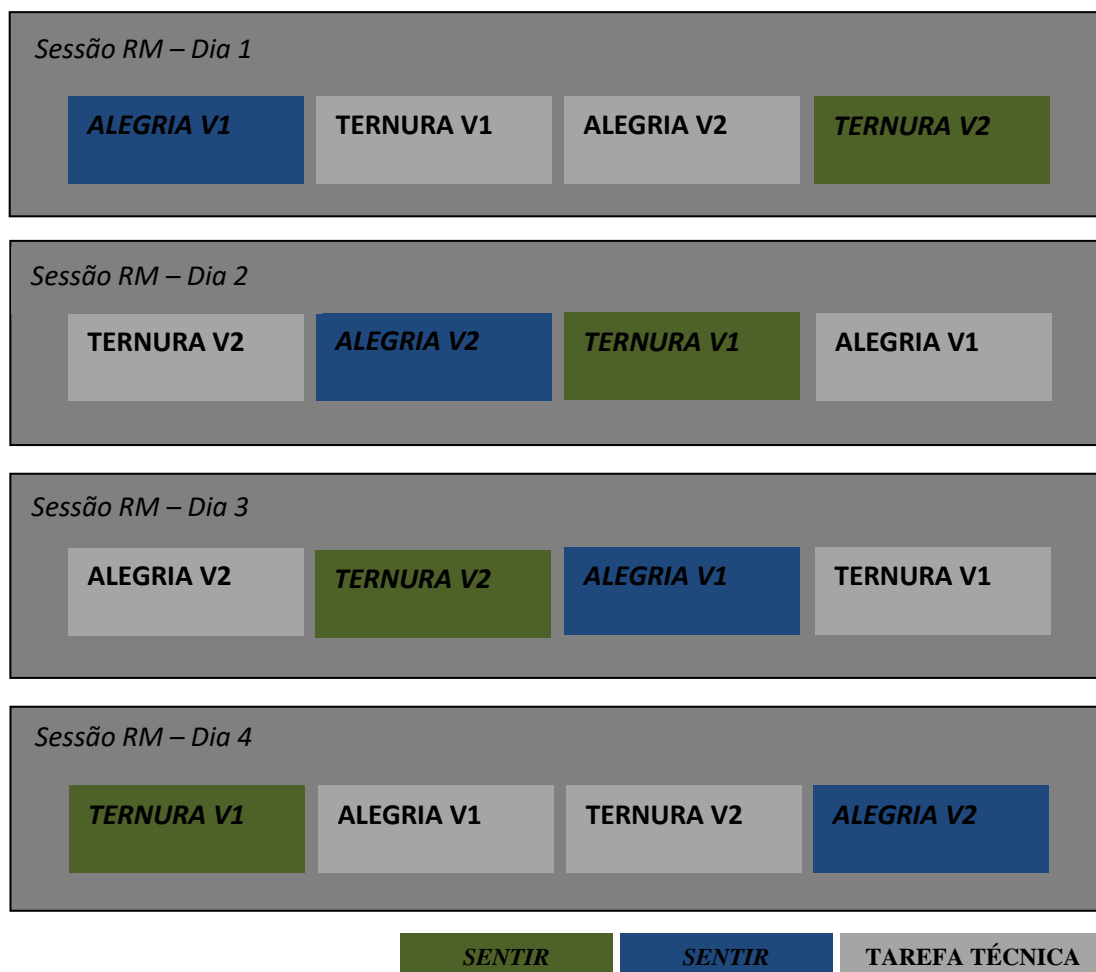 Sessão RM – Dia 1
ALEGRIA V1 TERNURA V1 ALEGRIA V2 TERNURA V2
Sessão RM – Dia 2
TERNURA V2 ALEGRIA V2 TERNURA V1 ALEGRIA V1
Sessão RM – Dia 3
ALEGRIA V2 TERNURA V2 ALEGRIA V1 TERNURA V1
Sessão RM – Dia 4
TERNURA V1 ALEGRIA V1 TERNURA V2 ALEGRIA V2
SENTIR SENTIR TAREFA TÉCNICA